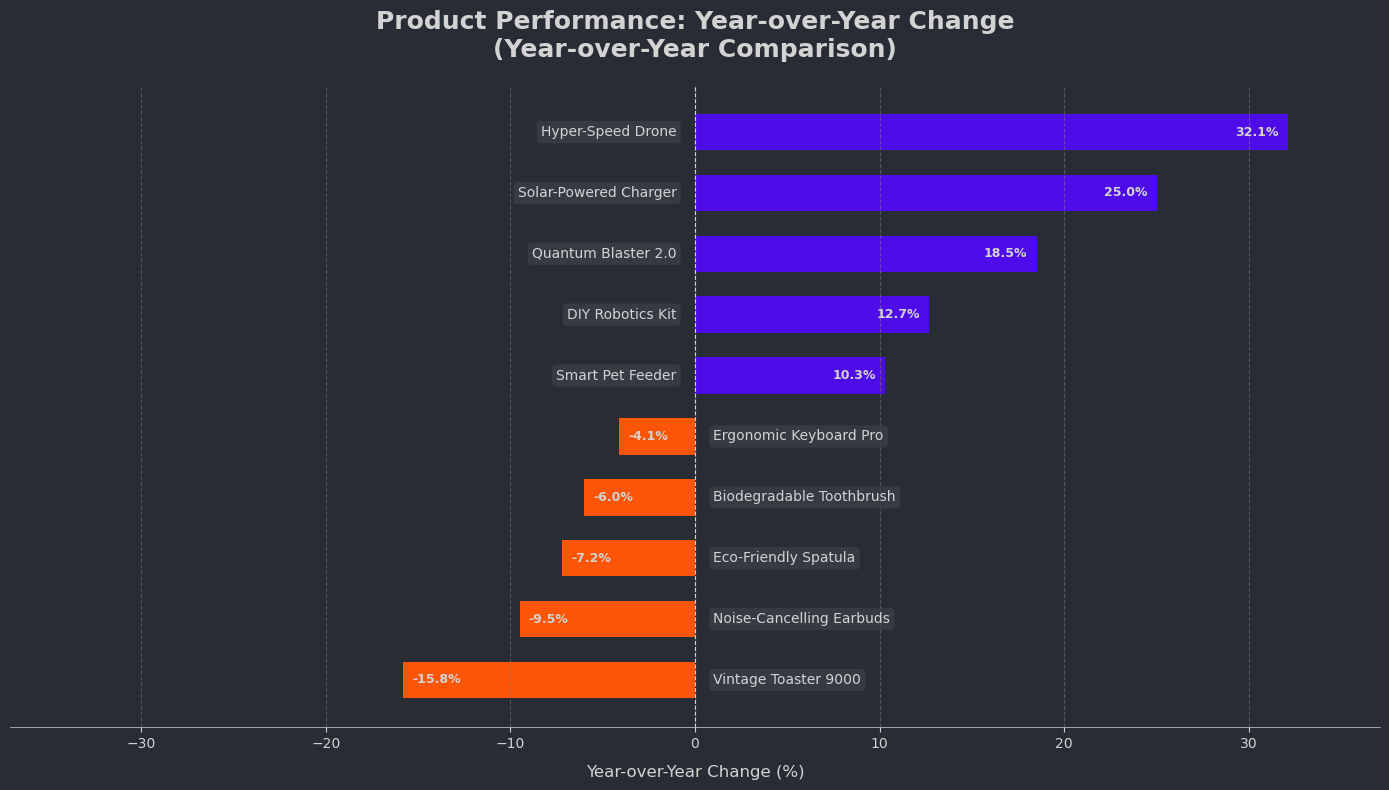 Product Performance: Year-over-Year Change
(Year-over-Year Comparison)
Hyper-Speed Drone 32.1%
Solar-Powered Charger 25.0%
Quantum Blaster 2.0 18.5%
DIY Robotics Kit 12.7%
Smart Pet Feeder 10.3%
-4.1% Ergonomic Keyboard Pro
-6.0% Biodegradable Toothbrush
-7.2% Eco-Friendly Spatula
-9.5% Noise-Cancelling Earbuds
-15.8% Vintage Toaster 9000
−30 −20 −10 0 10 20 30
Year-over-Year Change (%)